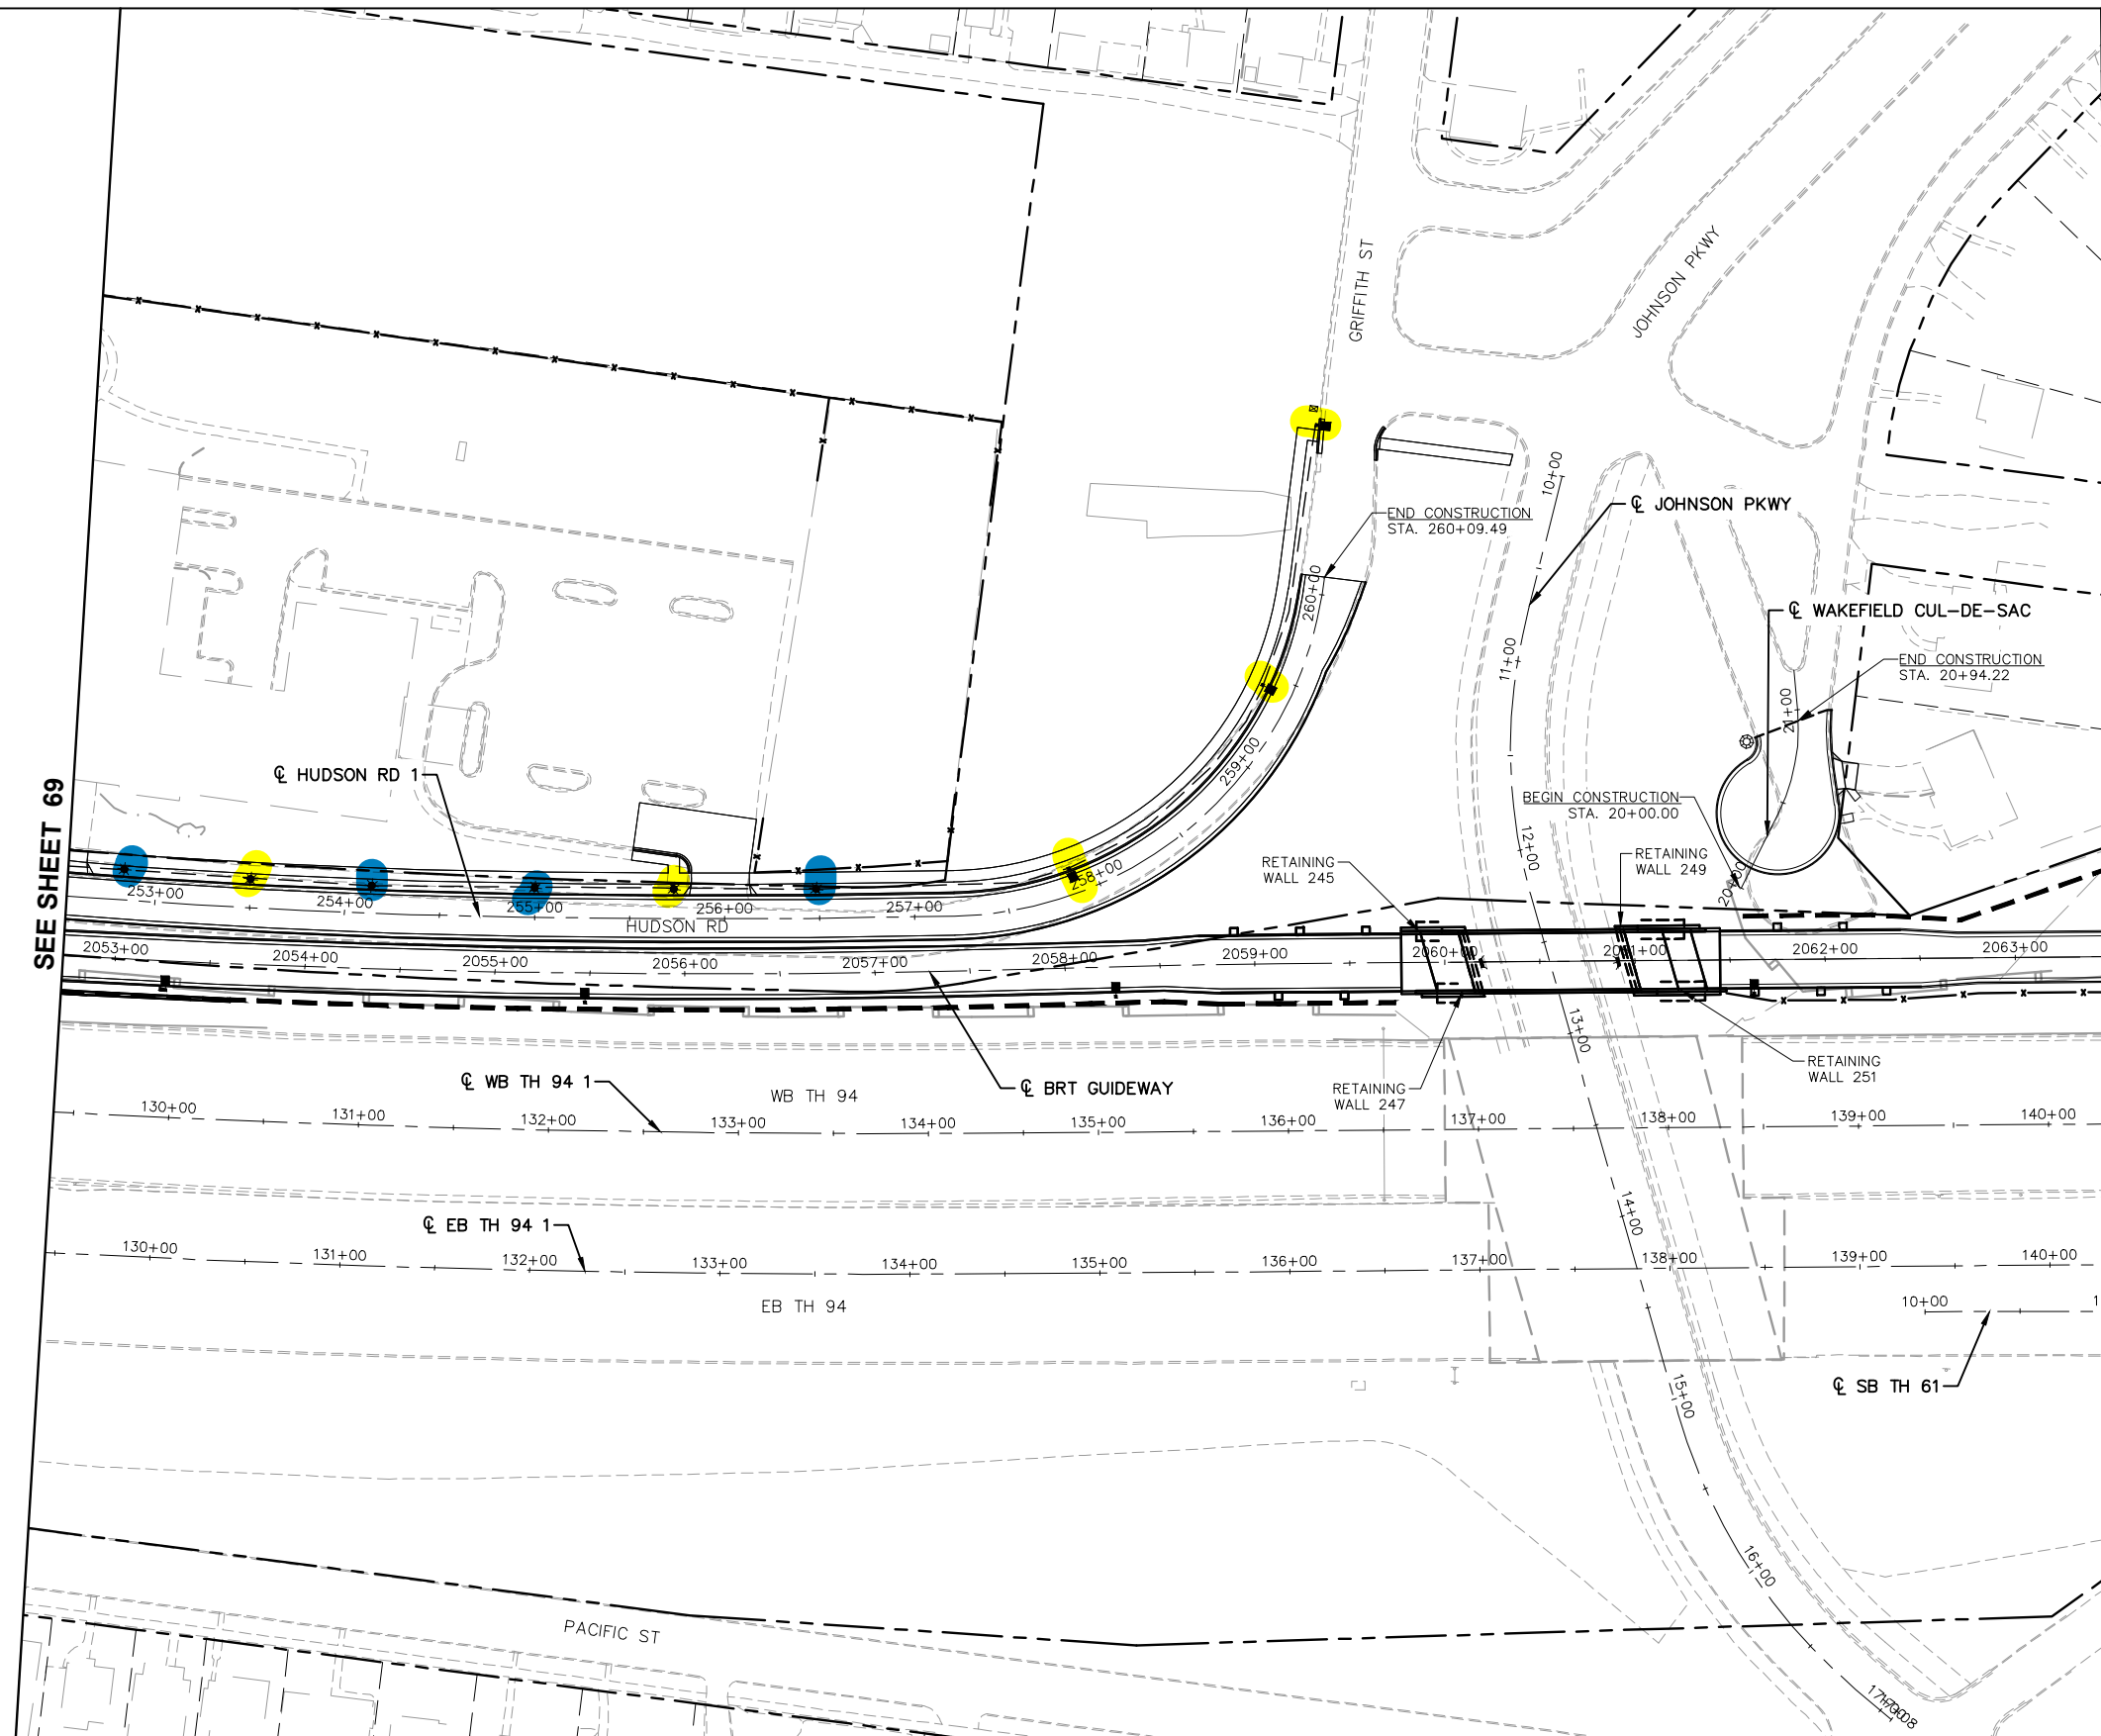 GRIFFITH ST
JOHNSON PKWY
10+00
℄ JOHNSON PKWY
END CONSTRUCTION
STA. 260+09.49
260+00
℄ WAKEFIELD CUL-DE-SAC
11+00
END CONSTRUCTION
STA. 20+94.22
21+00
SEE SHEET 69
℄ HUDSON RD 1
259+00
BEGIN CONSTRUCTION
STA. 20+00.00
12+00
RETAINING
WALL 245
RETAINING
WALL 249
20+00
253+00
254+00
255+00
256+00
257+00
258+00
HUDSON RD
2053+00
2054+00
2055+00
2056+00
2057+00
2058+00
2059+00
2060+00
2061+00
2062+00
2063+00
13+00
RETAINING
WALL 251
℄ WB TH 94 1
WB TH 94
℄ BRT GUIDEWAY
RETAINING
WALL 247
130+00
131+00
132+00
133+00
134+00
135+00
136+00
137+00
138+00
139+00
140+00
14+00
℄ EB TH 94 1
130+00
131+00
132+00
133+00
134+00
135+00
136+00
137+00
138+00
139+00
140+00
EB TH 94
10+00
1
℄ SB TH 61
15+00
16+00
PACIFIC ST